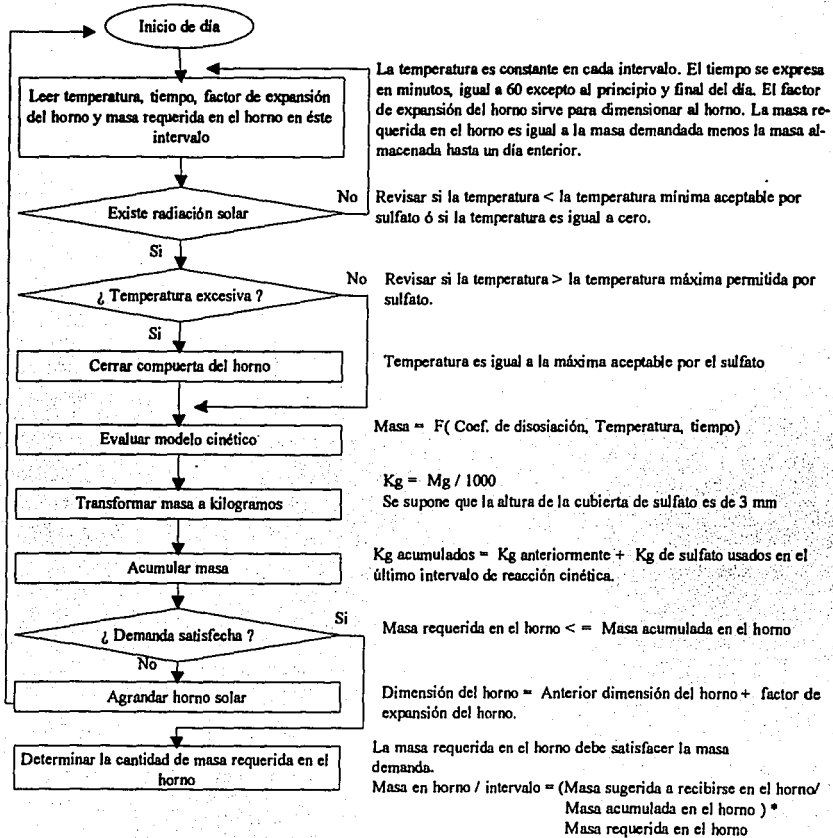 Inicio de día
Leer temperatura, tiempo, factor de expansión
del horno y masa requerida en el horno en éste
intervalo
La temperatura es constante en cada intervalo. El tiempo se expresa
en minutos, igual a 60 excepto al principio y final del día. El factor
de expansión del horno sirve para dimensionar al horno. La masa re-
querida en el horno es igual a la masa demandada menos la masa al-
macenada hasta un día enterior.
Existe radiación solar
No
Si
Revisar si la temperatura < la temperatura mínima aceptable por
sulfato ó si la temperatura es igual a cero.
¿ Temperatura excesiva ?
No
Si
Revisar si la temperatura > la temperatura máxima permitida por
sulfato.
Cerrar compuerta del horno
Temperatura es igual a la máxima aceptable por el sulfato
Evaluar modelo cinético
Masa = F( Coef. de disosiación, Temperatura, tiempo)
Transformar masa a kilogramos
Kg = Mg / 1000
Se supone que la altura de la cubierta de sulfato es de 3 mm
Acumular masa
Kg acumulados = Kg anteriormente + Kg de sulfato usados en el
último intervalo de reacción cinética.
¿ Demanda satisfecha ?
Si
No
Masa requerida en el horno < = Masa acumulada en el horno
Agrandar horno solar
Dimensión del horno = Anterior dimensión del horno + factor de
expansión del horno.
Determinar la cantidad de masa requerida en el
horno
La masa requerida en el horno debe satisfacer la masa
demanda.
Masa en horno / intervalo = (Masa sugerida a recibirse en el horno/
Masa acumulada en el horno ) *
Masa requerida en el horno